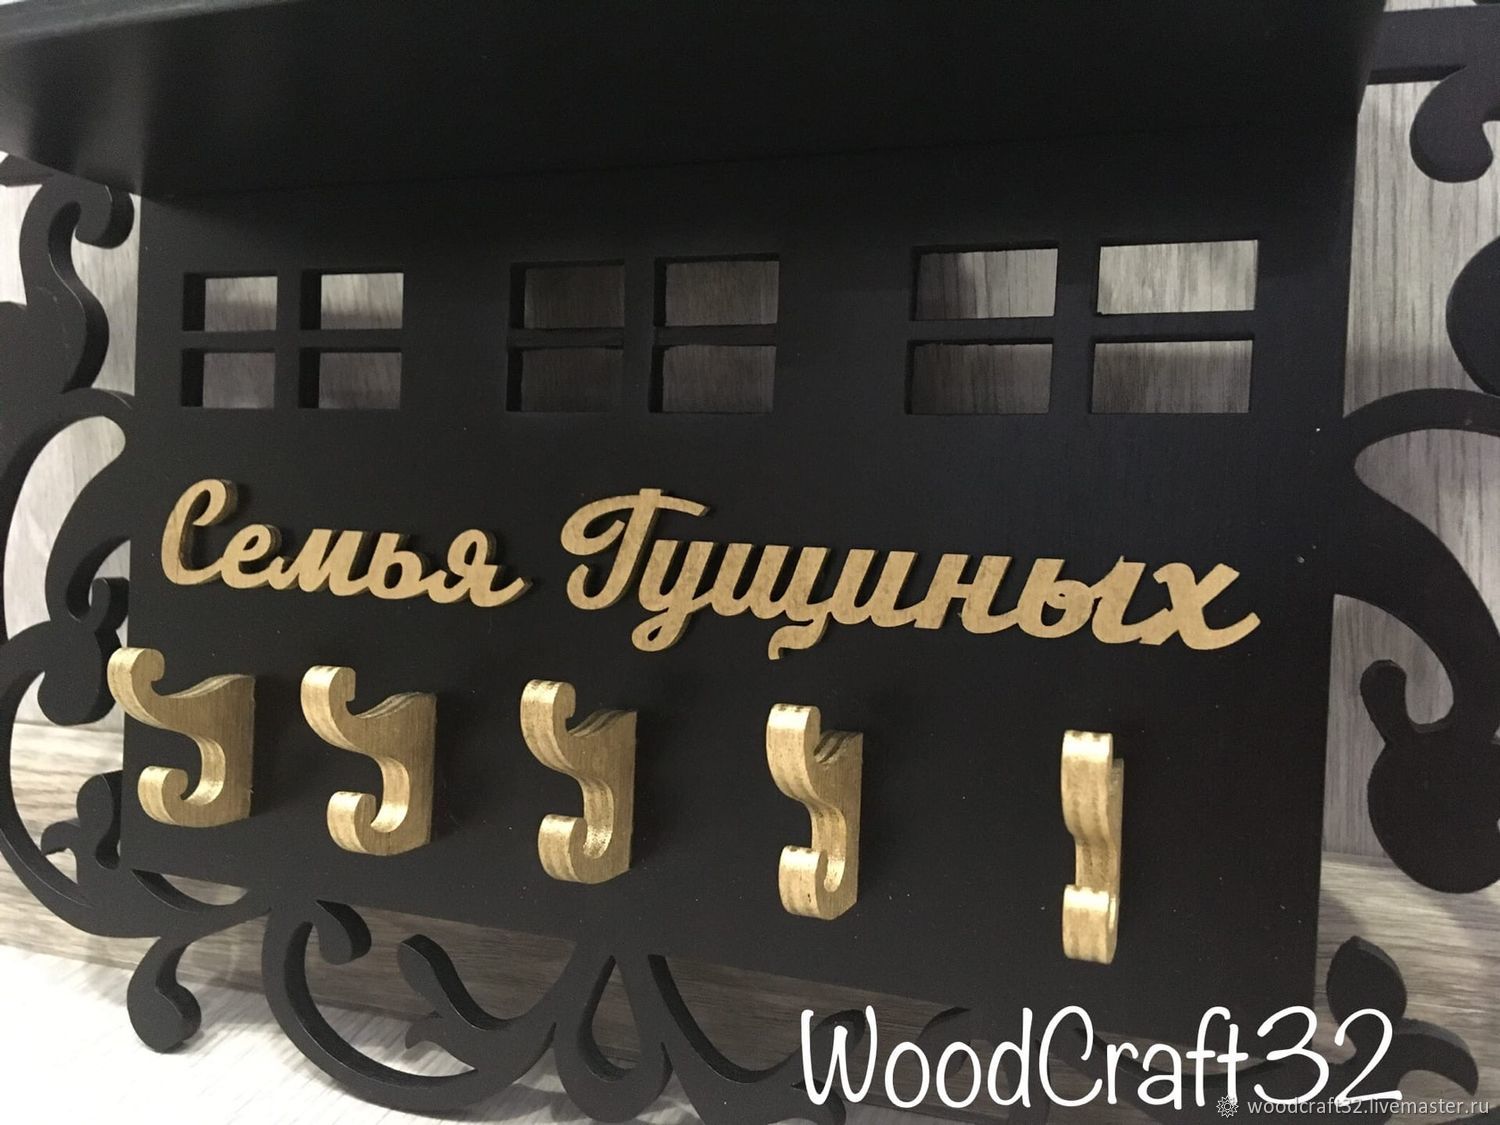 Семья Гущиных
WoodCraft32
woodcraft32.livemaster.ru